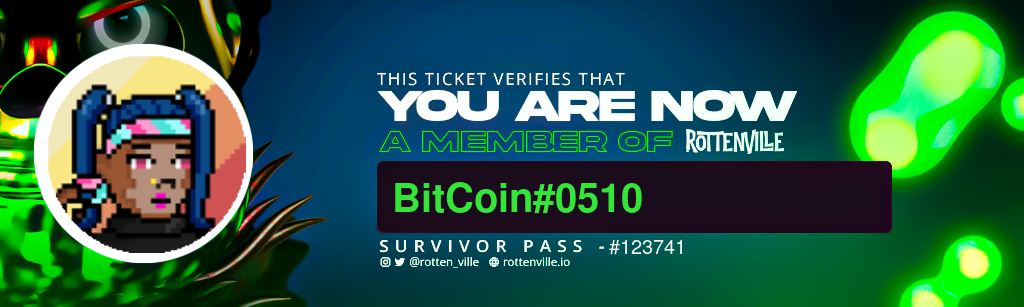 THIS TICKET VERIFIES THAT
YOU ARE NOW
A MEMBER OF ROTTENVILLE
BitCoin#0510
SURVIVOR PASS - #123741
@rotten_ville rottenville.io